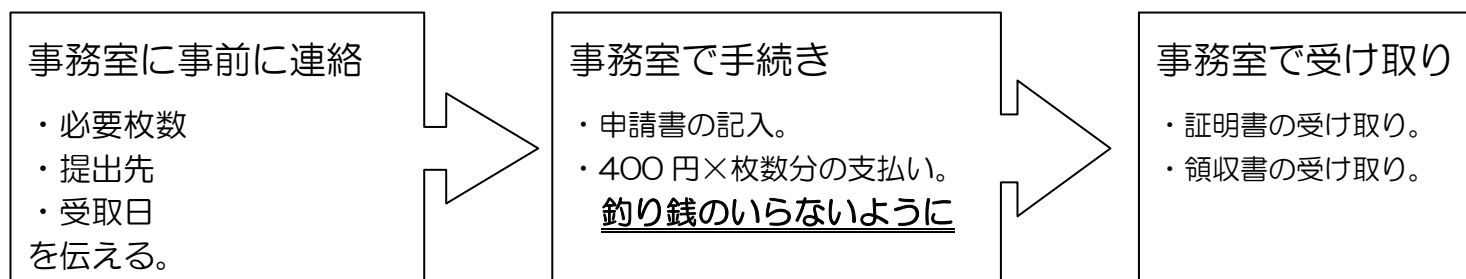 事務室に事前に連絡
・必要枚数
・提出先
・受取日
を伝える。
事務室で手続き
・申請書の記入。
・400 円×枚数分の支払い。
釣り銭のいらないように
事務室で受け取り
・証明書の受け取り。
・領収書の受け取り。